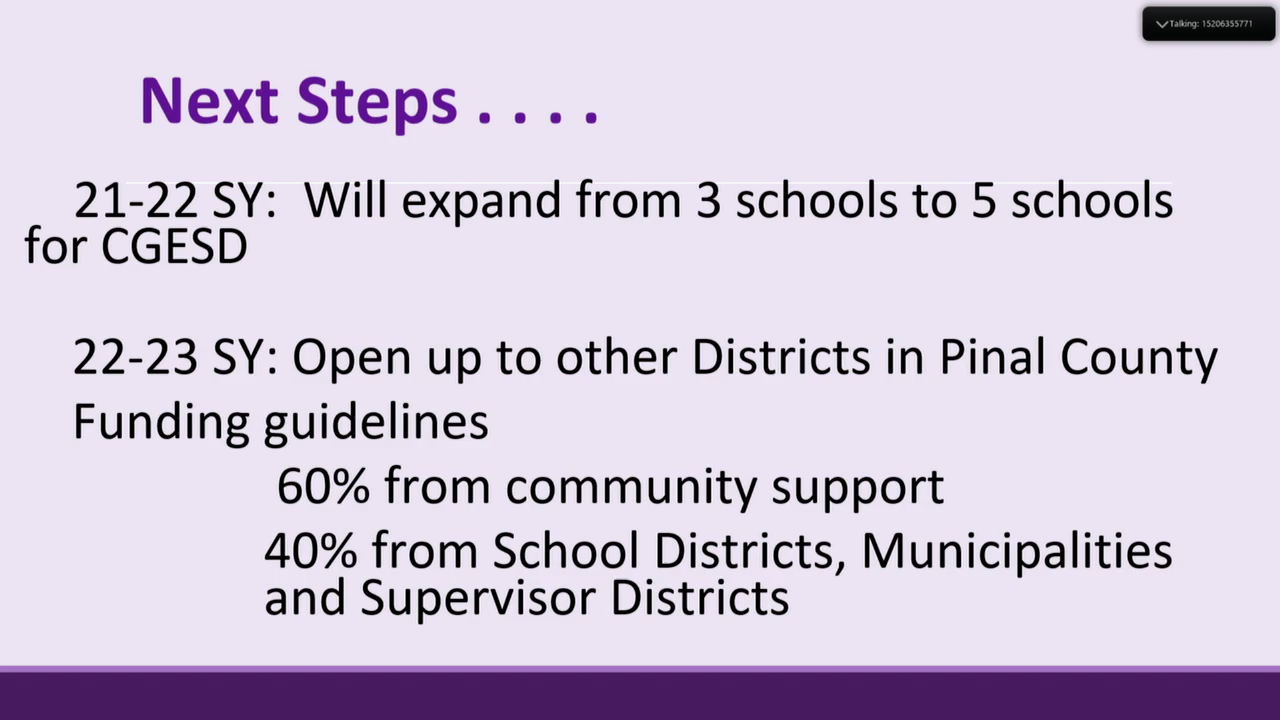 Talking: 15206355771
Next Steps . . . .
21-22 SY:  Will expand from 3 schools to 5 schools
for CGESD
22-23 SY: Open up to other Districts in Pinal County
Funding guidelines
60% from community support
40% from School Districts, Municipalities
and Supervisor Districts